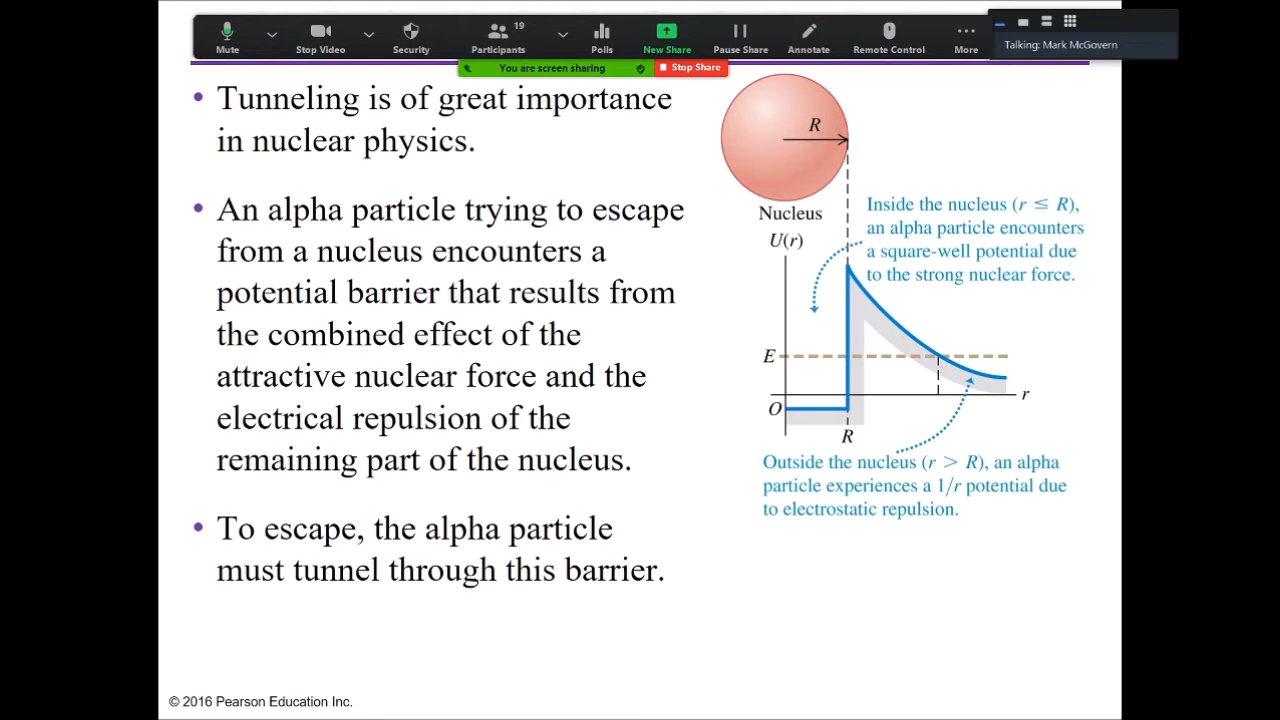 19
Mute
Stop Video
Security
Participants
Polls
New Share
Pause Share
Annotate
Remote Control
More
Talking: Mark McGovern
You are screen sharing
Stop Share
• Tunneling is of great importance
in nuclear physics.
• An alpha particle trying to escape
from a nucleus encounters a
potential barrier that results from
the combined effect of the
attractive nuclear force and the
electrical repulsion of the
remaining part of the nucleus.
• To escape, the alpha particle
must tunnel through this barrier.
R
Nucleus
U(r)
Inside the nucleus (r ≤ R),
an alpha particle encounters
a square-well potential due
to the strong nuclear force.
E
O
r
R
Outside the nucleus (r > R), an alpha
particle experiences a 1/r potential due
to electrostatic repulsion.
© 2016 Pearson Education Inc.